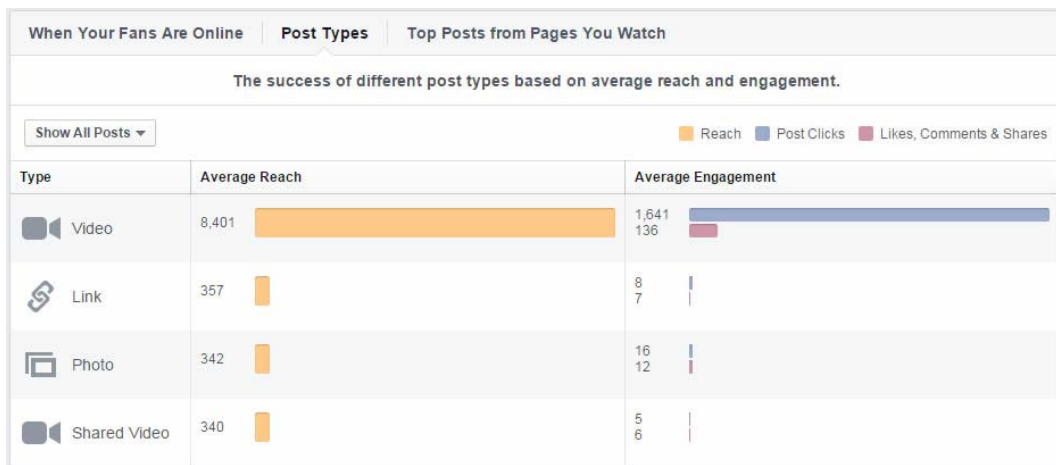 When Your Fans Are Online Post Types Top Posts from Pages You Watch
The success of different post types based on average reach and engagement.
Show All Posts Reach Post Clicks Likes, Comments & Shares
Type Average Reach Average Engagement
Video 8,401 1,641
136
Link 357 8
7
Photo 342 16
12
Shared Video 340 5
6